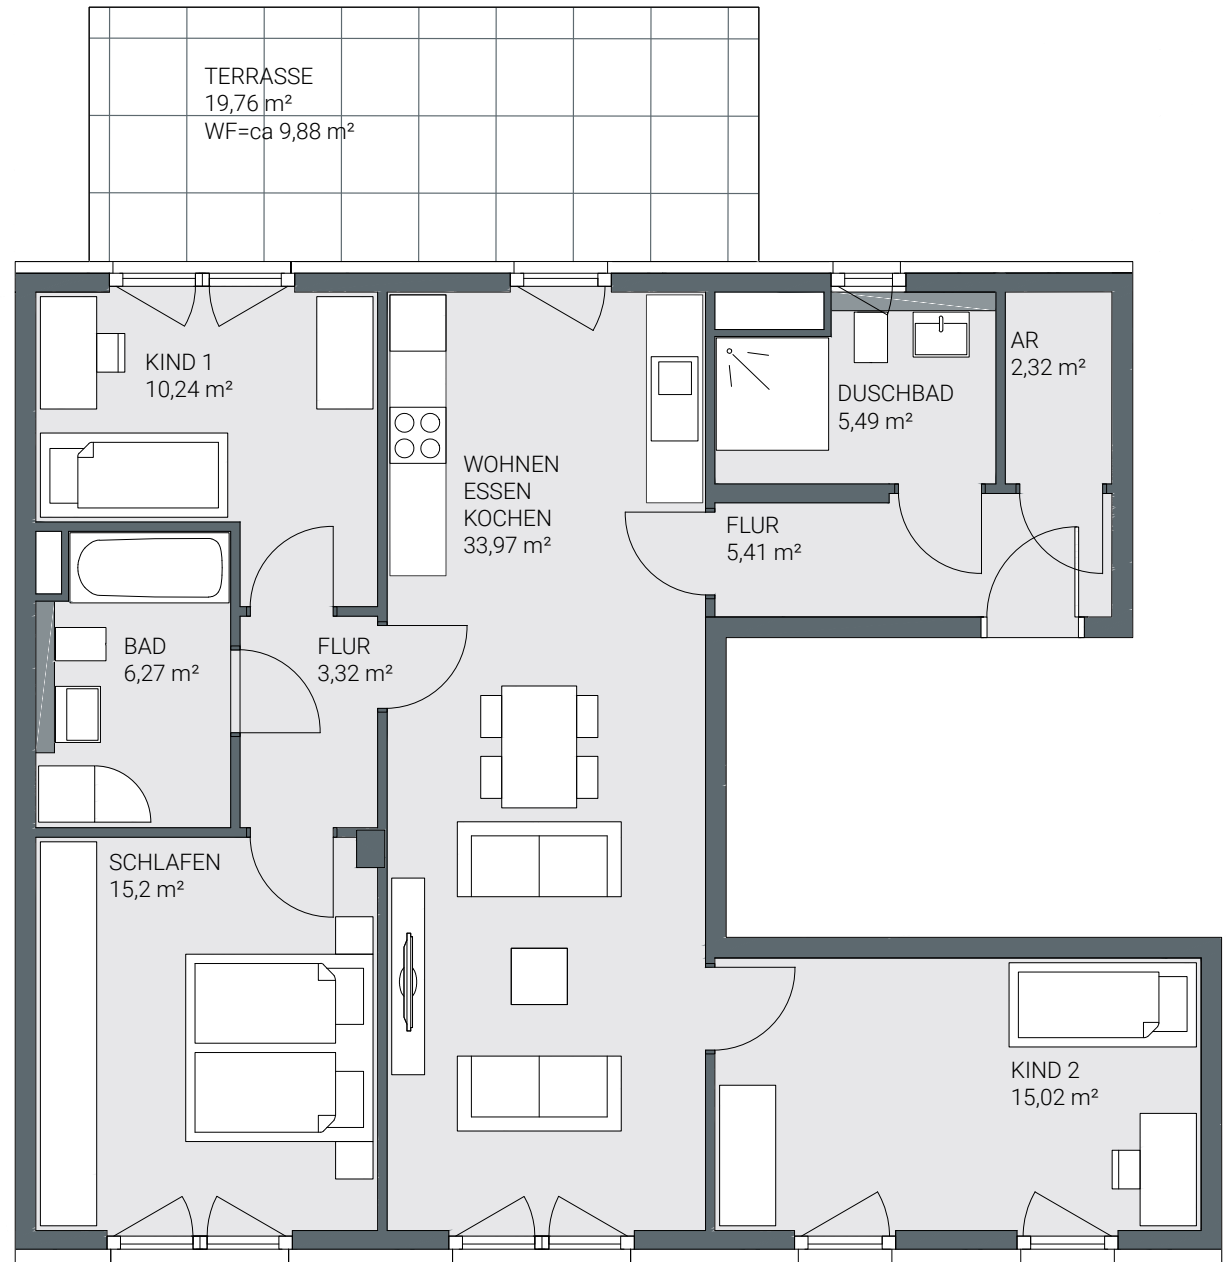 TERRASSE
19,76 m²
WF=ca 9,88 m²
KIND 1
10,24 m²
AR
2,32 m²
DUSCHBAD
5,49 m²
WOHNEN
ESSEN
KOCHEN
33,97 m²
FLUR
5,41 m²
BAD
6,27 m²
FLUR
3,32 m²
SCHLAFEN
15,2 m²
KIND 2
15,02 m²